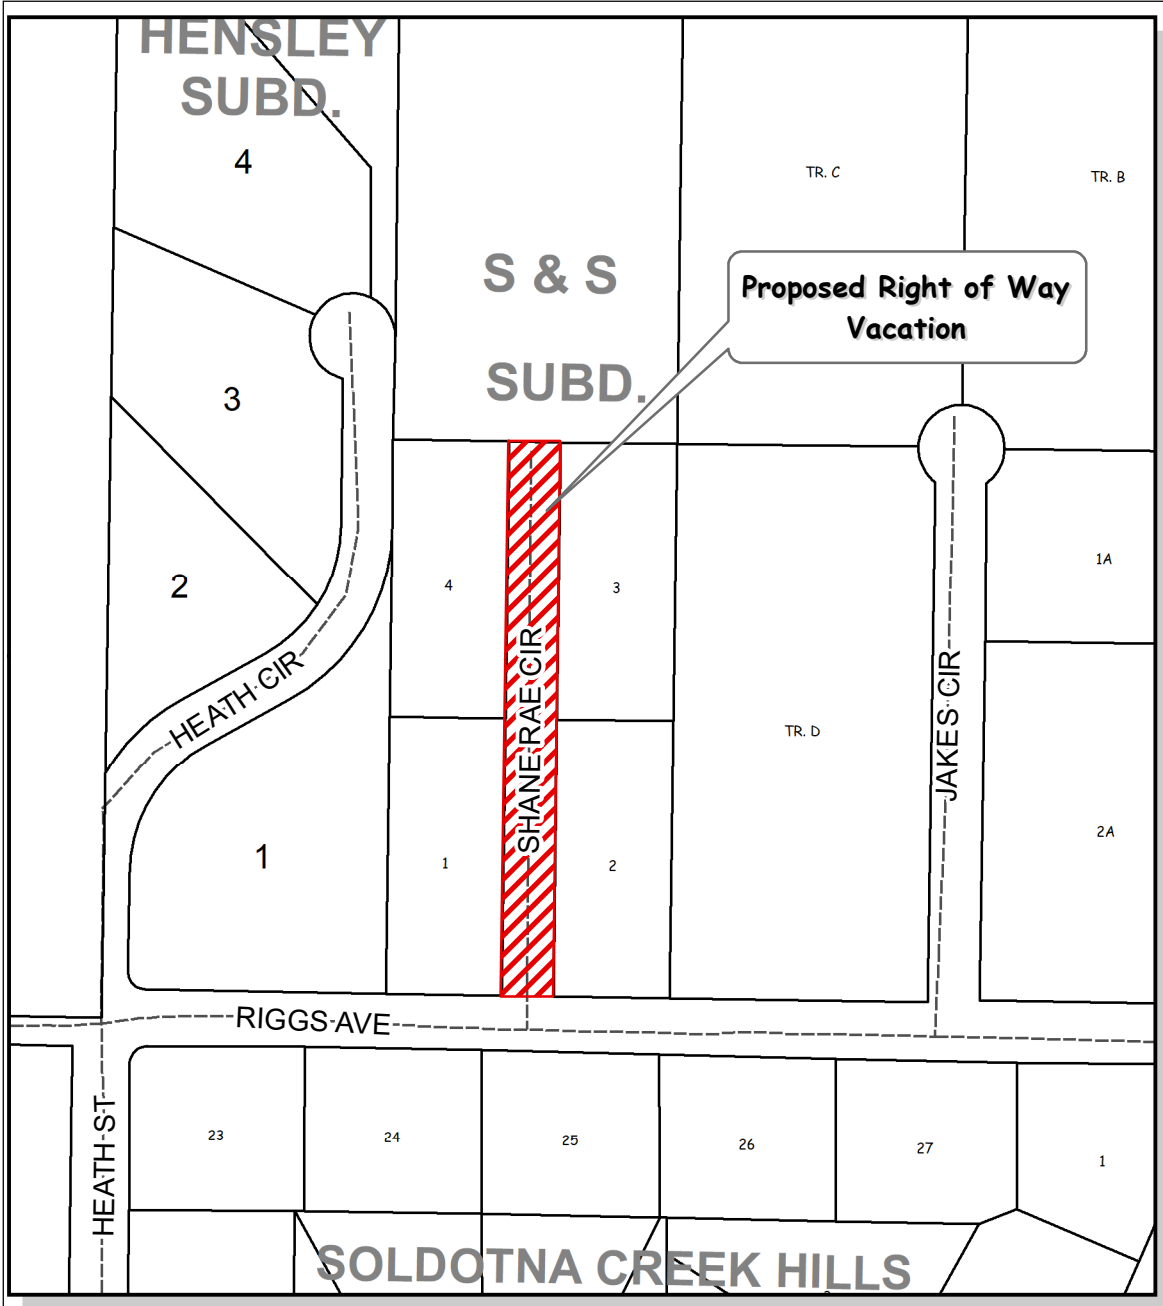 HENSLEY
SUBD.
4
TR. C
TR. B
S & S
SUBD.
Proposed Right of Way
Vacation
3
2
4
3
1A
HEATH CIR
SHANE RAE CIR
JAKES CIR
TR. D
1
1
2
2A
RIGGS AVE
HEATH ST
23
24
25
26
27
1
SOLDOTNA CREEK HILLS